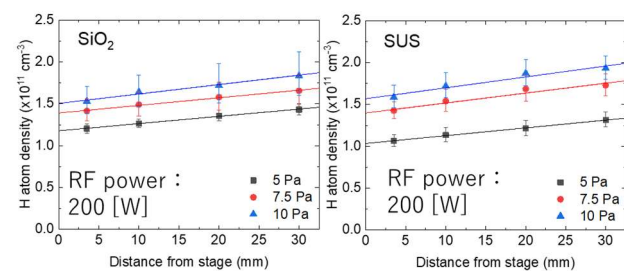 SiO₂
H atom density (x10¹¹ cm⁻³)
2.5
2.0
1.5
1.0
0.5
0.0
RF power :
200 [W]
5 Pa
7.5 Pa
10 Pa
0 5 10 15 20 25 30
Distance from stage (mm)
SUS
H atom density (x10¹¹ cm⁻³)
2.5
2.0
1.5
1.0
0.5
0.0
RF power :
200 [W]
5 Pa
7.5 Pa
10 Pa
0 5 10 15 20 25 30
Distance from stage (mm)